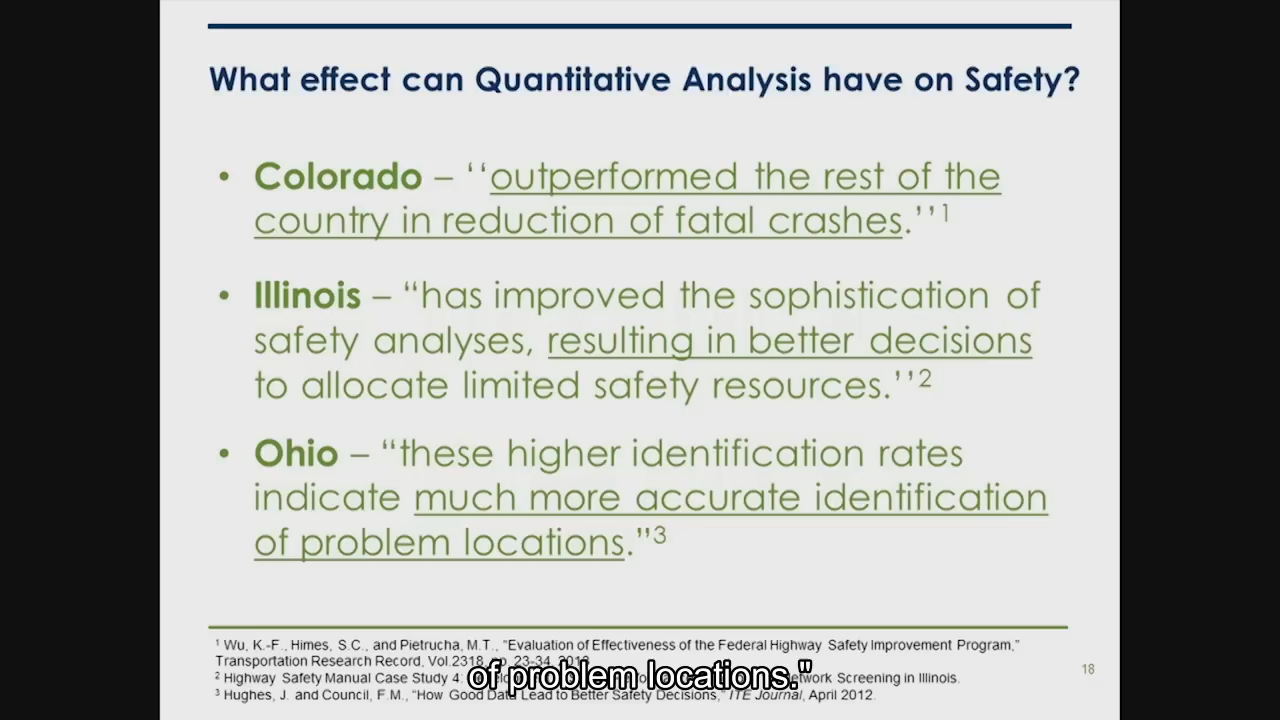 What effect can Quantitative Analysis have on Safety?
• Colorado – ‘‘outperformed the rest of the
country in reduction of fatal crashes.’’1
• Illinois – “has improved the sophistication of
safety analyses, resulting in better decisions
to allocate limited safety resources.’’2
• Ohio – “these higher identification rates
indicate much more accurate identification
of problem locations.”3
1 Wu, K.-F., Himes, S.C., and Pietrucha, M.T., “Evaluation of Effectiveness of the Federal Highway Safety Improvement Program,”
Transportation Research Record, Vol.2318, pp. 23-34, 2013
2 Highway Safety Manual Case Study 4: Network Screening in Illinois.
3 Hughes, J. and Council, F.M., “How Good Data Lead to Better Safety Decisions,” ITE Journal, April 2012.
18
of problem locations."